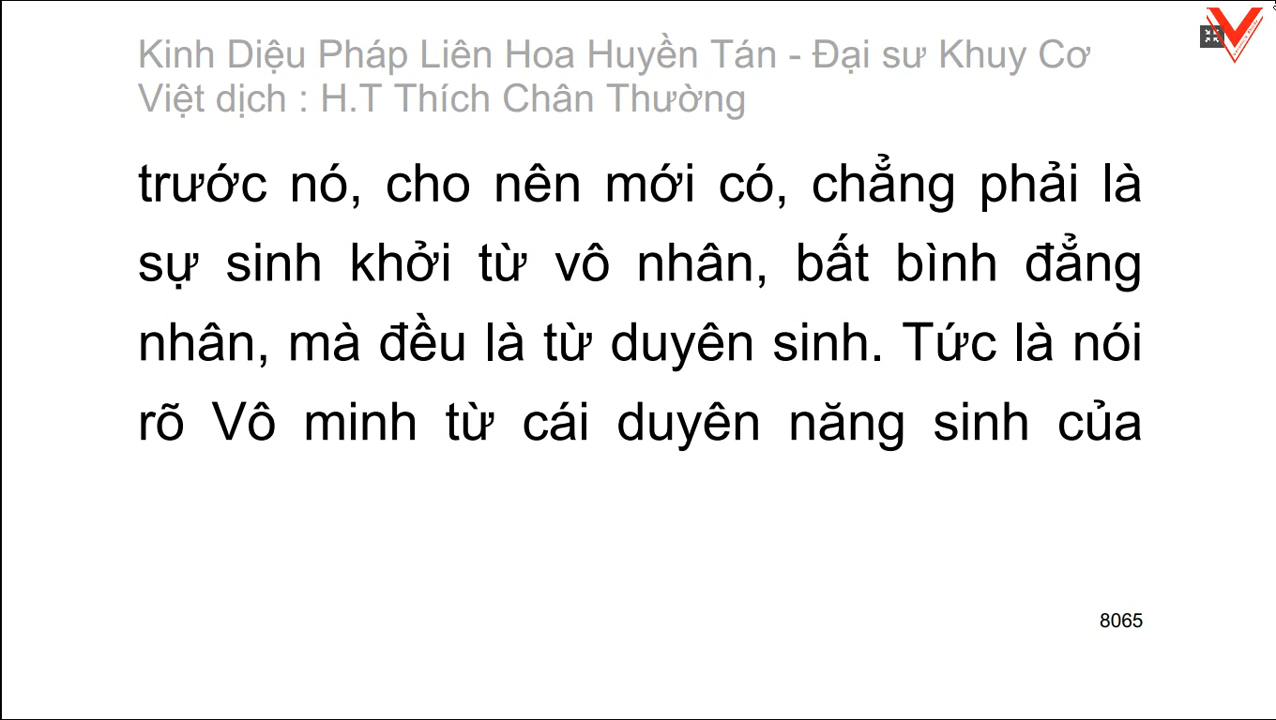 Kinh Diệu Pháp Liên Hoa Huyền Tán - Đại sư Khuy Cơ
Việt dịch : H.T Thích Chân Thường
trước nó, cho nên mới có, chẳng phải là
sự sinh khởi từ vô nhân, bất bình đẳng
nhân, mà đều là từ duyên sinh. Tức là nói
rõ Vô minh từ cái duyên năng sinh của
8065